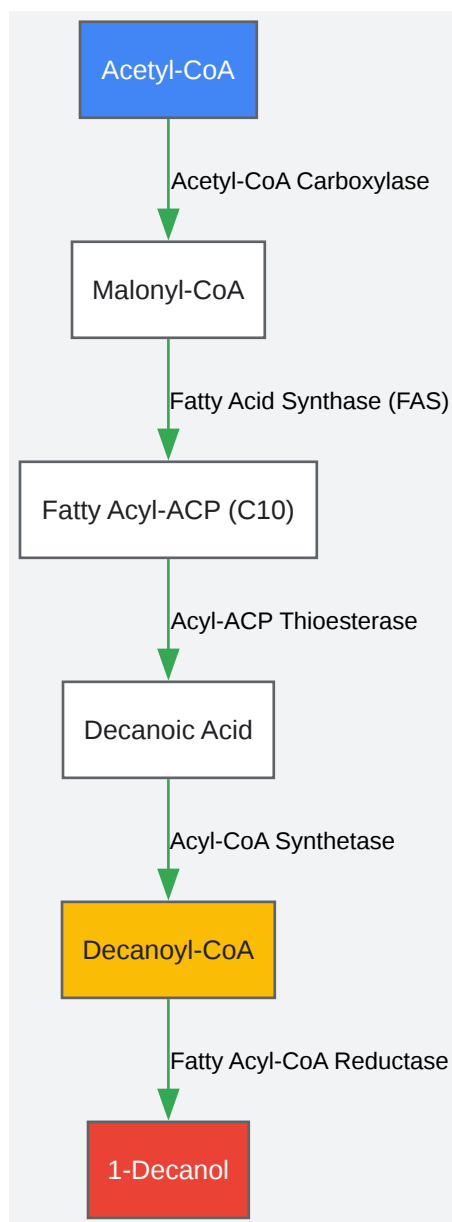 Acetyl-CoA
Acetyl-CoA Carboxylase
Malonyl-CoA
Fatty Acid Synthase (FAS)
Fatty Acyl-ACP (C10)
Acyl-ACP Thioesterase
Decanoic Acid
Acyl-CoA Synthetase
Decanoyl-CoA
Fatty Acyl-CoA Reductase
1-Decanol